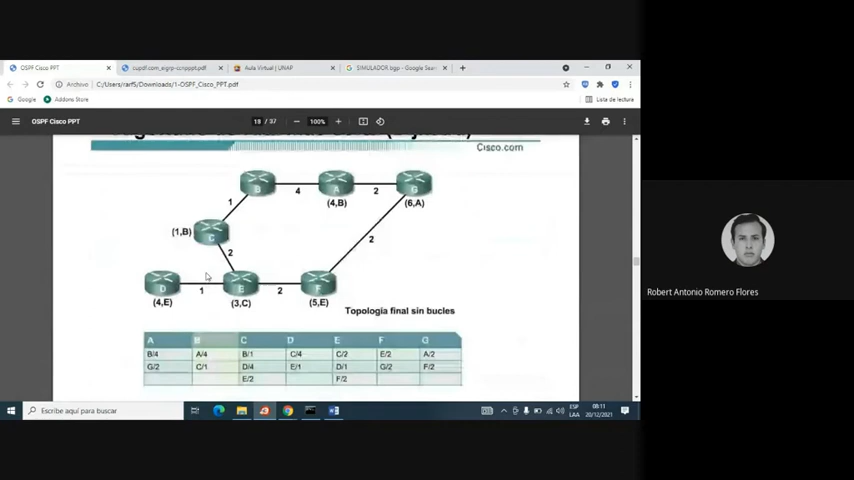 OSPF Cisco PPT
cupdf.com_eigrp-ccnpppt.pdf
Aula Virtual | UNAP
SIMULADOR bgp - Google Sear
Archivo
C:/Users/rarf5/Downloads/1-OSPF_Cisco_PPT.pdf
Google
Addons Store
Lista de lectura
OSPF Cisco PPT
18 / 37
100%
Cisco.com
B
4
A
2
G
(4,B)
(6,A)
1
(1,B)
C
2
2
D
1
E
2
F
(4,E)
(3,C)
(5,E)
Topología final sin bucles
A B C D E F G
B/4 A/4 B/1 C/4 C/2 E/2 A/2
G/2 C/1 D/4 E/1 D/1 G/2 F/2
E/2 F/2
Escribe aquí para buscar
ESP
LAA
08:11
20/12/2021
Robert Antonio Romero Flores